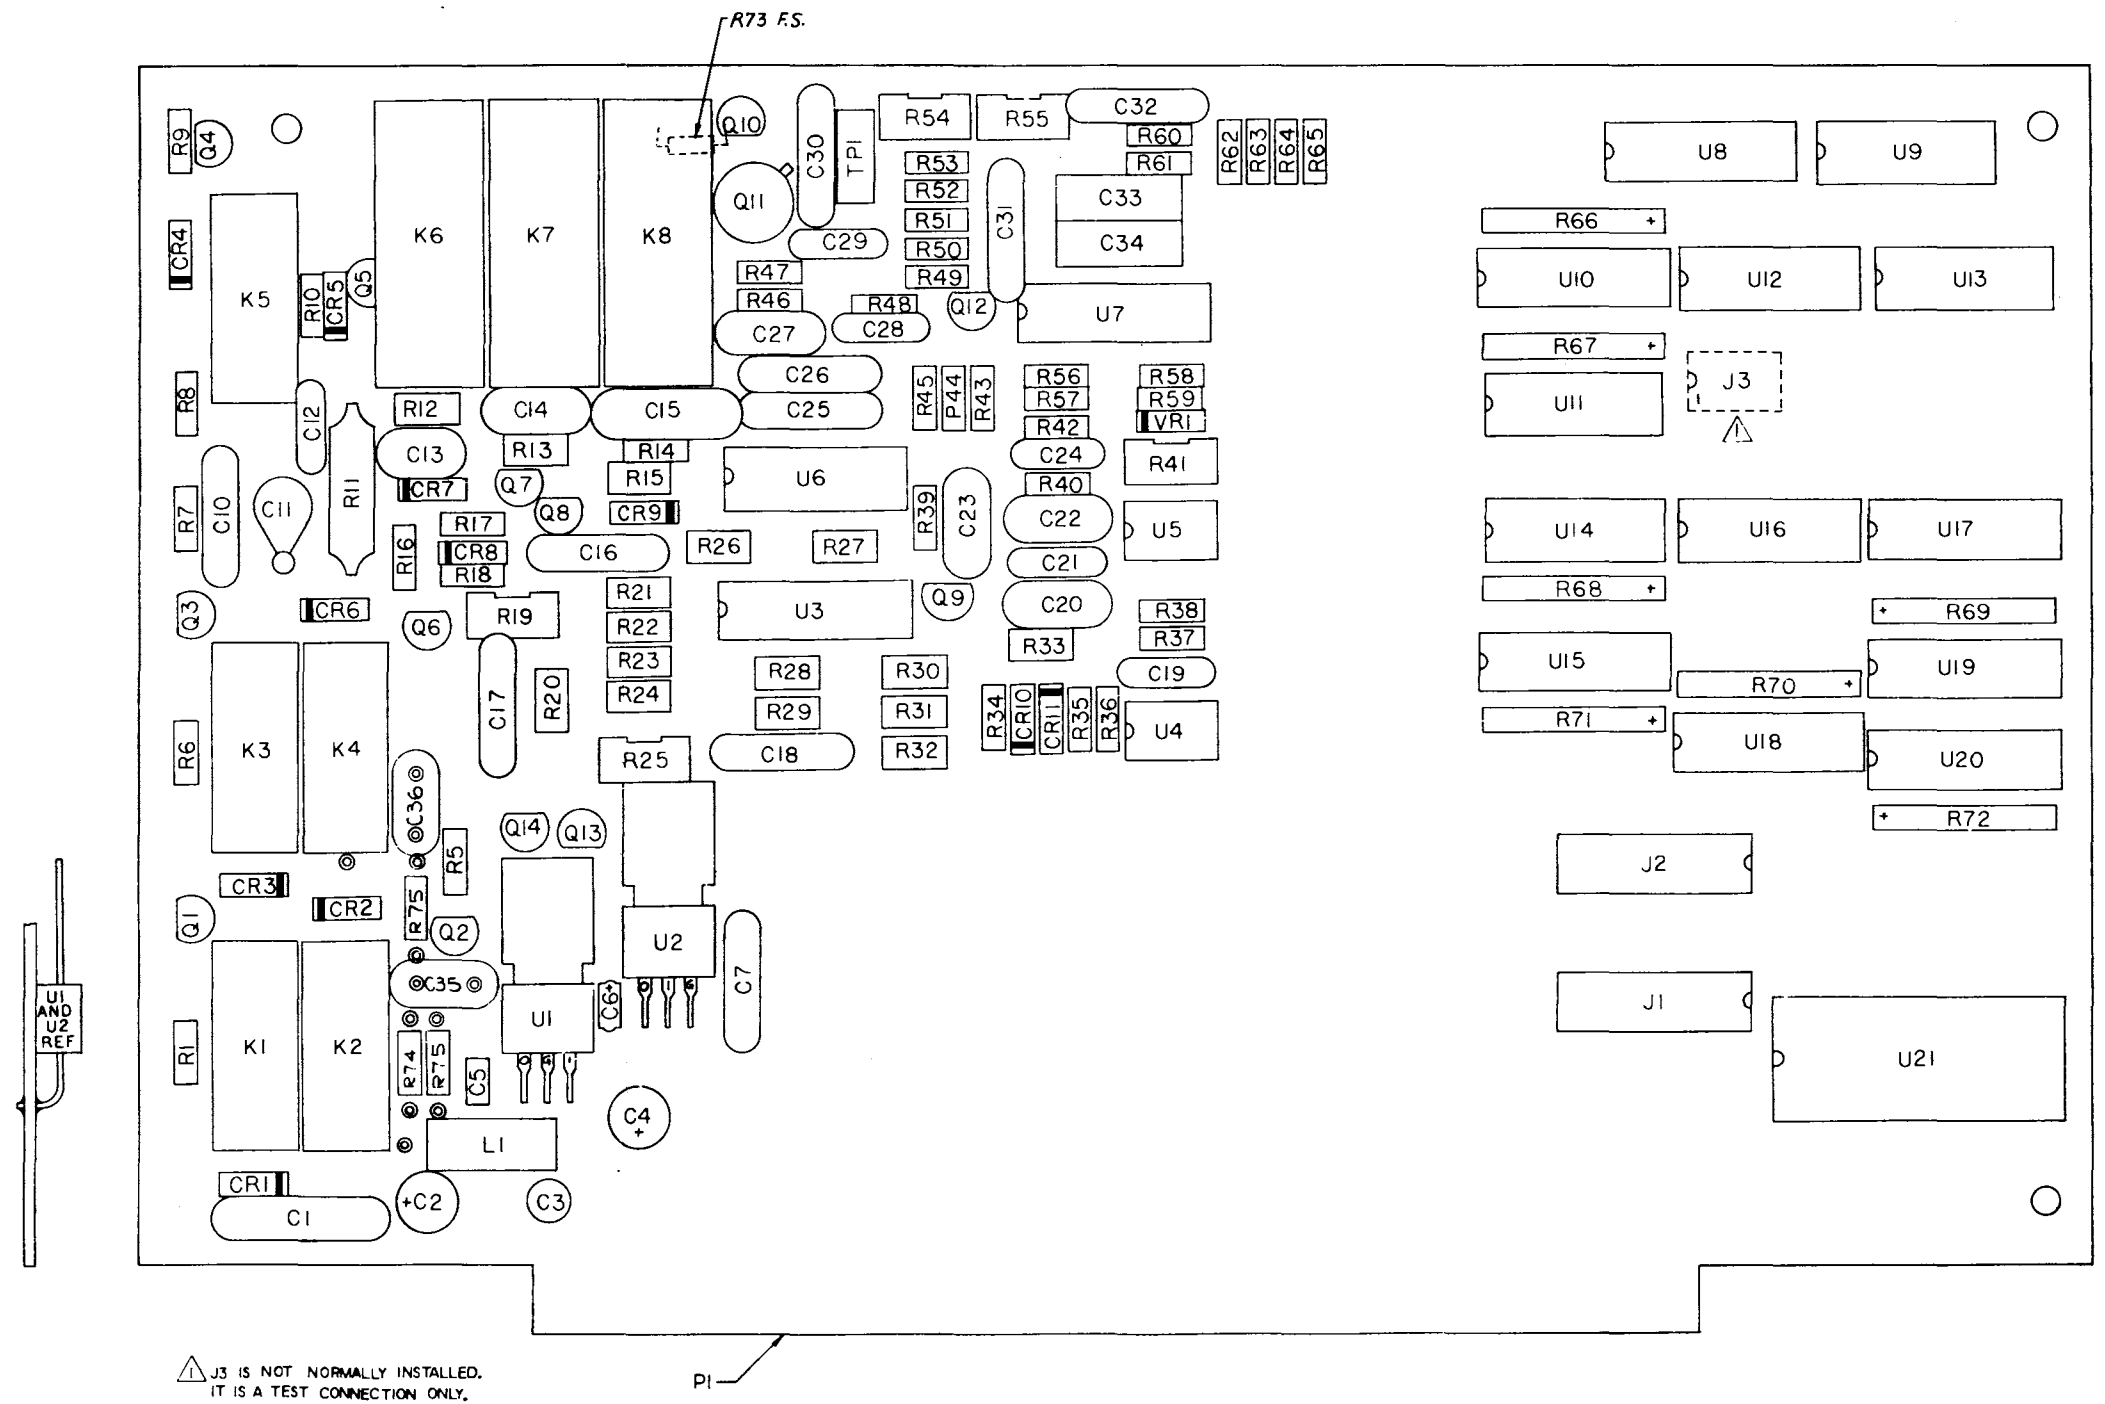 R73 F.S.
R9
Q4
Q10
C30
TP1
R54
R55
C32
R60
R61
R62
R63
R64
R65
U8
U9
R53
R52
R51
R50
R49
C31
C33
C34
Q11
C29
K6
K7
K8
CR4
K5
R10
CR5
Q5
R47
R46
R48
C27
C28
Q12
U7
R66
+
U10
U12
U13
R67
+
U11
J3
1
R8
C12
R11
R12
C14
C15
C26
C25
R45
P44
R43
R56
R57
R42
R58
R59
VR1
C24
R41
C13
R13
R14
R15
CR7
Q7
Q8
CR9
U6
R39
C23
R40
C22
U5
C21
R7
C10
C11
R16
R17
CR8
R18
C16
R26
R27
U14
U16
U17
R68
+
+
R69
Q3
CR6
Q6
R19
R21
R22
R23
R24
U3
Q9
C20
R33
R38
R37
C19
U15
R70
+
U19
R71
+
U18
U20
+
R72
R6
K3
K4
C17
R20
R28
R29
C18
R30
R31
R32
R34
CR10
CR11
R35
R36
U4
R25
C36
R5
Q14
Q13
CR3
CR2
R75
Q2
Q1
C35
U2
C7
C6+
U1
J2
J1
U21
U1
AND
U2
REF
R1
K1
K2
R74
R75
C5
C4
+
L1
CR1
C1
+C2
C3
1 J3 IS NOT NORMALLY INSTALLED.
IT IS A TEST CONNECTION ONLY.
P1